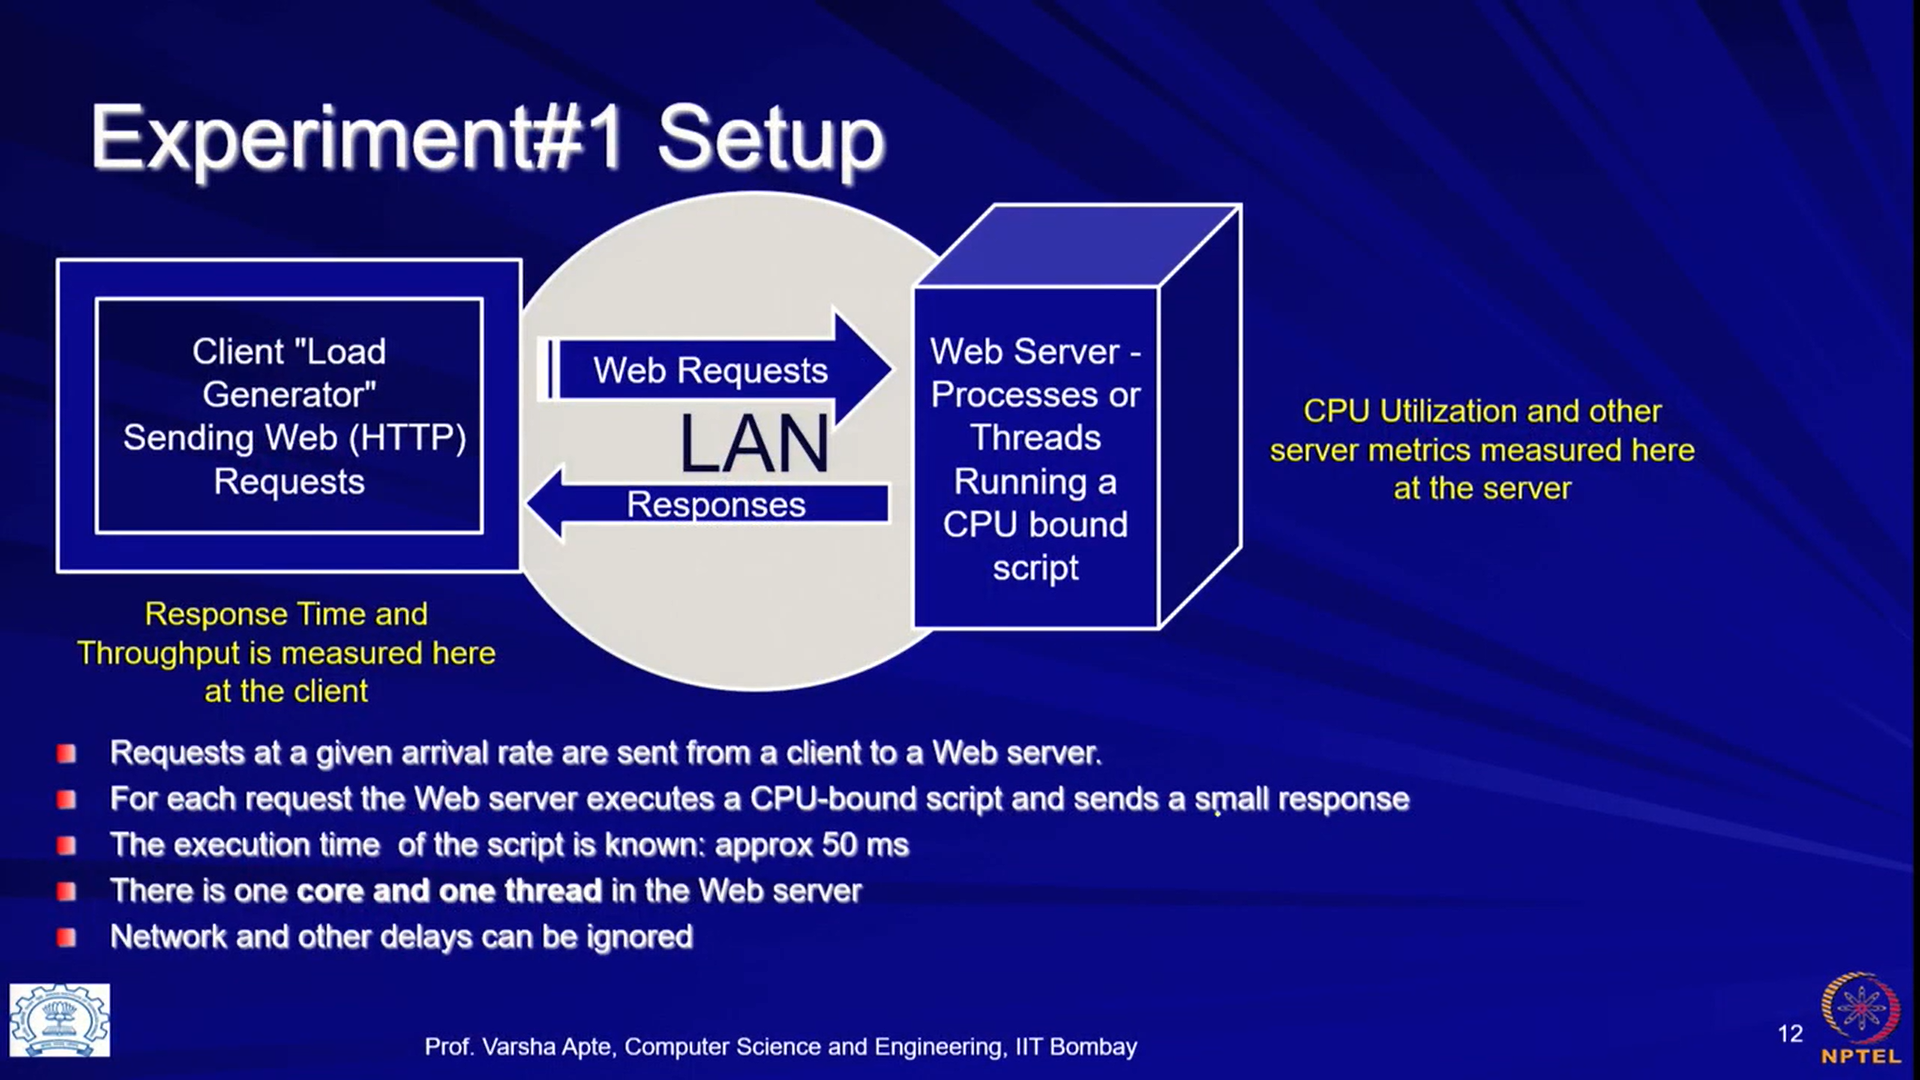 Experiment#1 Setup
Client "Load
Generator"
Sending Web (HTTP)
Requests
Web Requests
LAN
Responses
Web Server -
Processes or
Threads
Running a
CPU bound
script
CPU Utilization and other
server metrics measured here
at the server
Response Time and
Throughput is measured here
at the client
Requests at a given arrival rate are sent from a client to a Web server.
For each request the Web server executes a CPU-bound script and sends a small response
The execution time of the script is known: approx 50 ms
There is one core and one thread in the Web server
Network and other delays can be ignored
Prof. Varsha Apte, Computer Science and Engineering, IIT Bombay
12
NPTEL